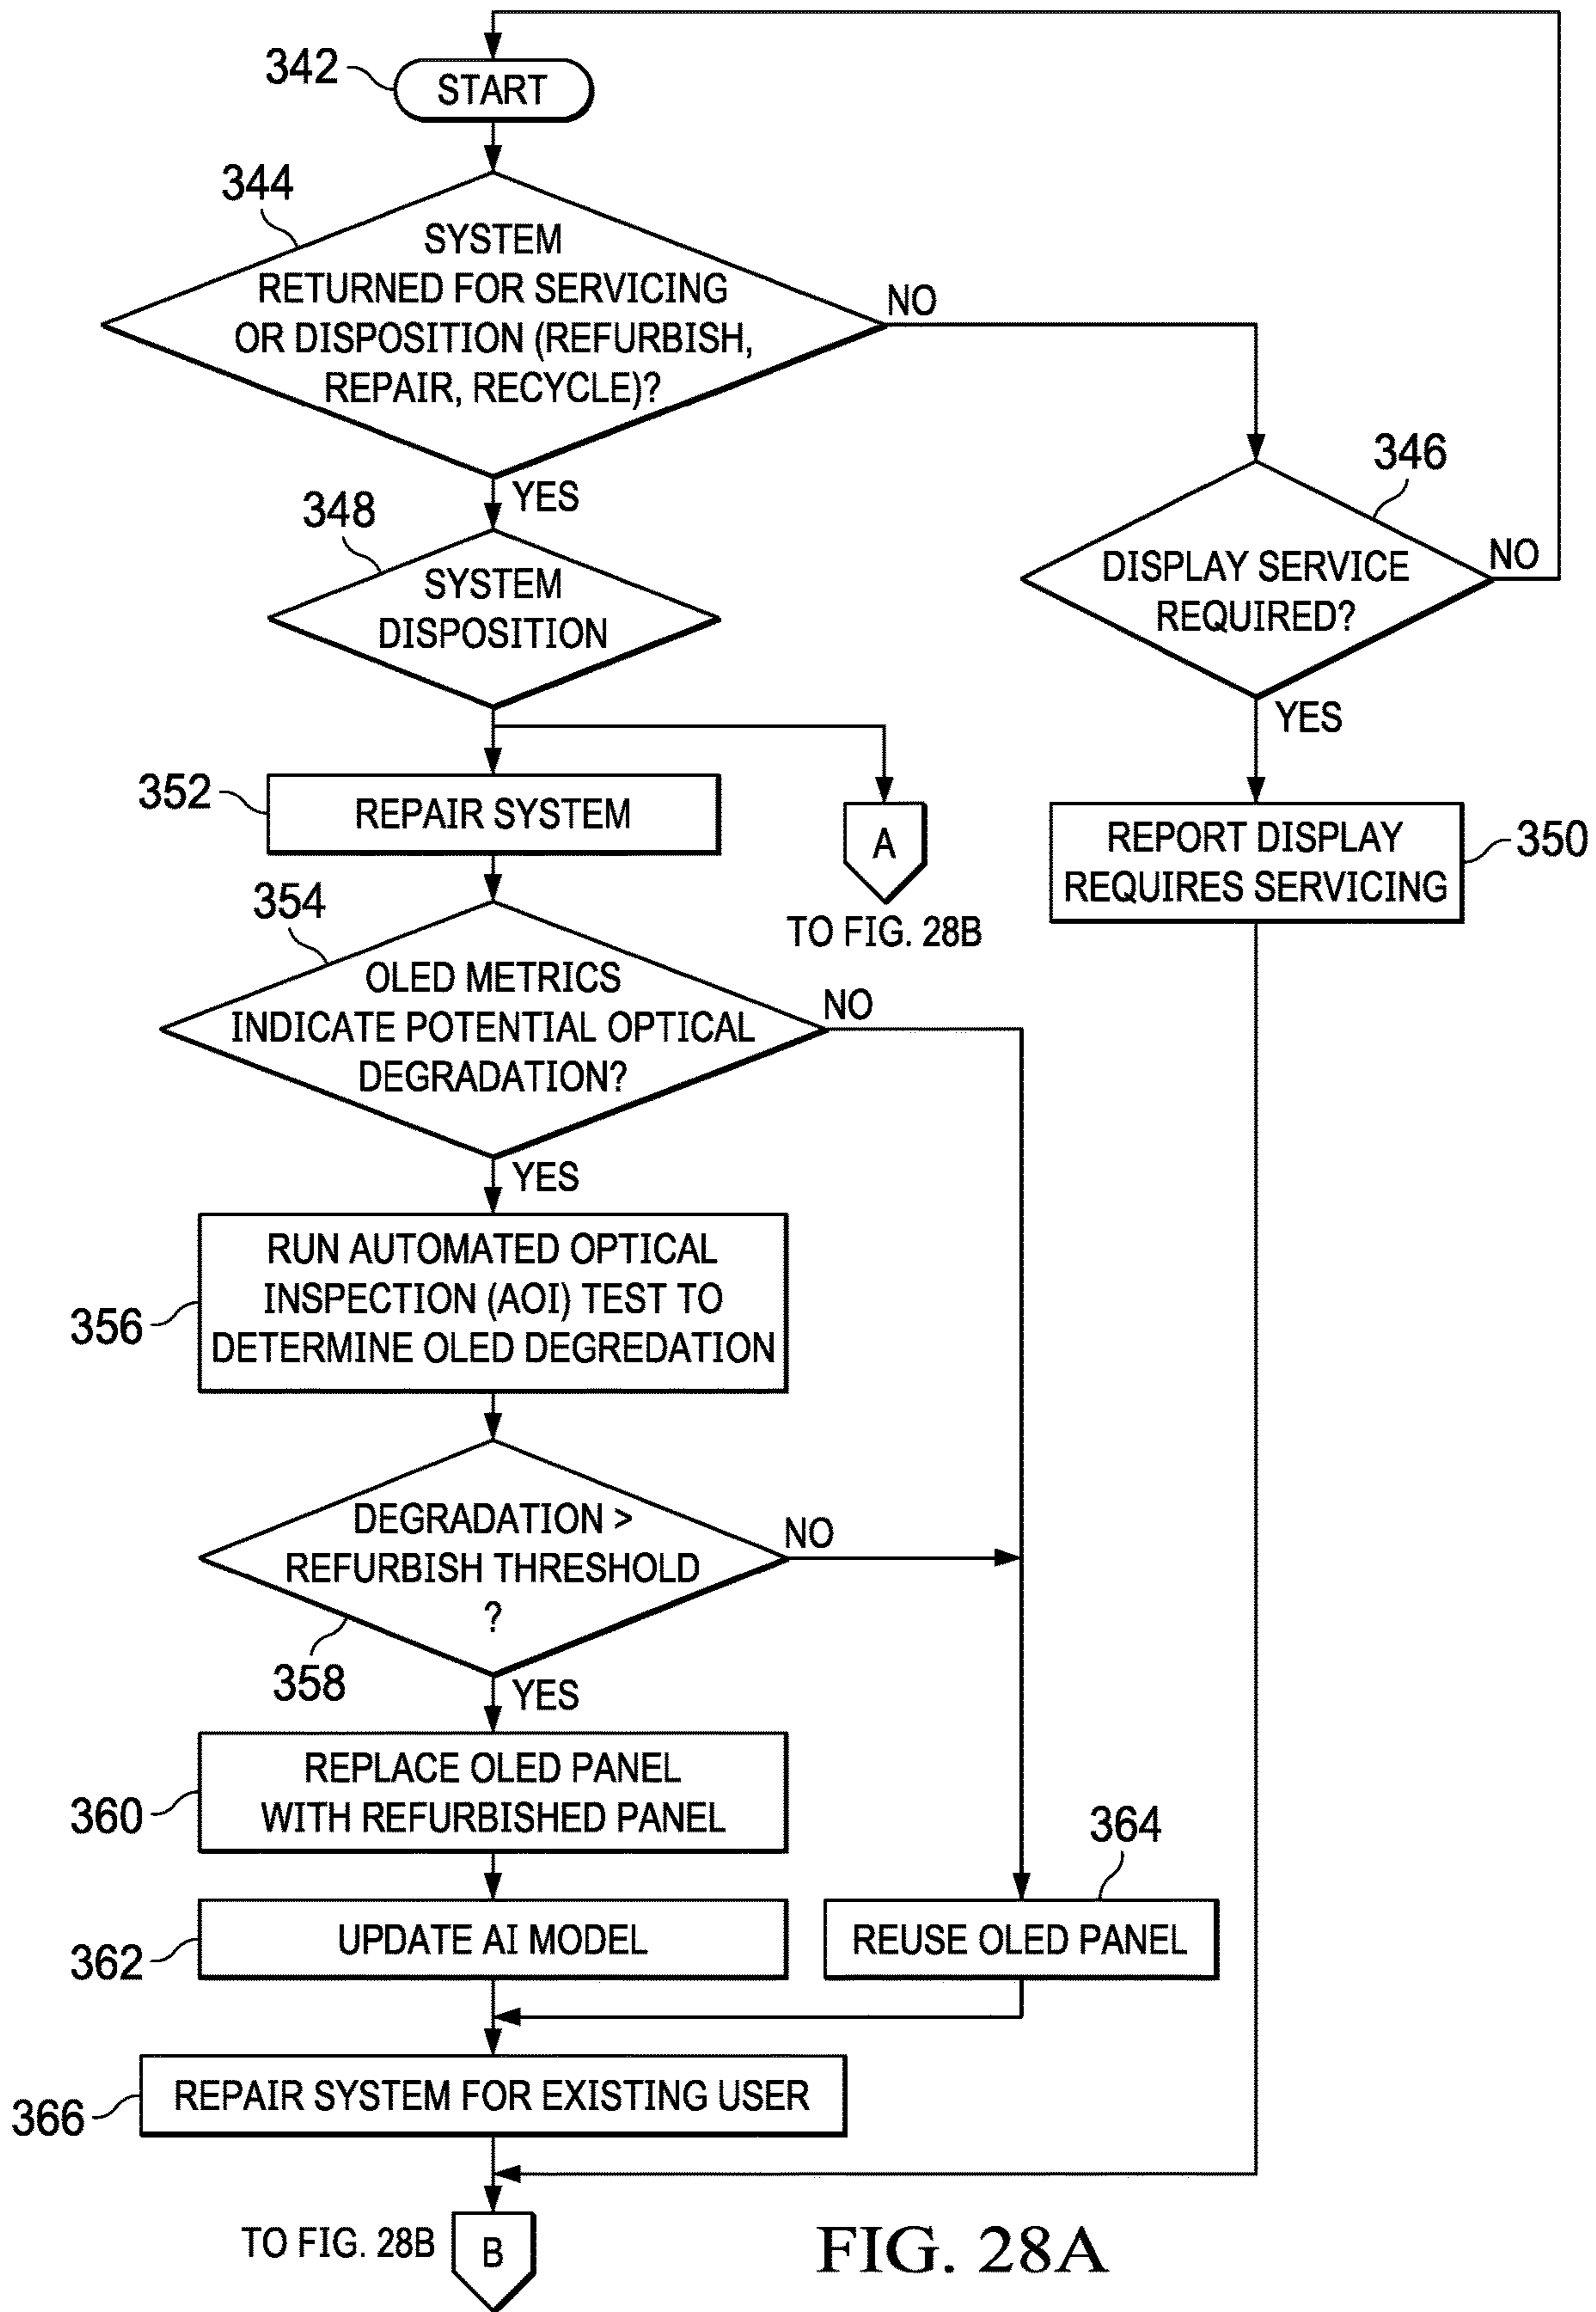 342
START
344
SYSTEM
RETURNED FOR SERVICING
OR DISPOSITION (REFURBISH,
REPAIR, RECYCLE)?
NO
YES
346
DISPLAY SERVICE
REQUIRED?
NO
YES
348
SYSTEM
DISPOSITION
352
REPAIR SYSTEM
A
TO FIG. 28B
REPORT DISPLAY
REQUIRES SERVICING
350
354
OLED METRICS
INDICATE POTENTIAL OPTICAL
DEGRADATION?
NO
YES
356
RUN AUTOMATED OPTICAL
INSPECTION (AOI) TEST TO
DETERMINE OLED DEGREDATION
DEGRADATION >
REFURBISH THRESHOLD
?
NO
358
YES
360
REPLACE OLED PANEL
WITH REFURBISHED PANEL
364
362
UPDATE AI MODEL
REUSE OLED PANEL
366
REPAIR SYSTEM FOR EXISTING USER
TO FIG. 28B
B
FIG. 28A